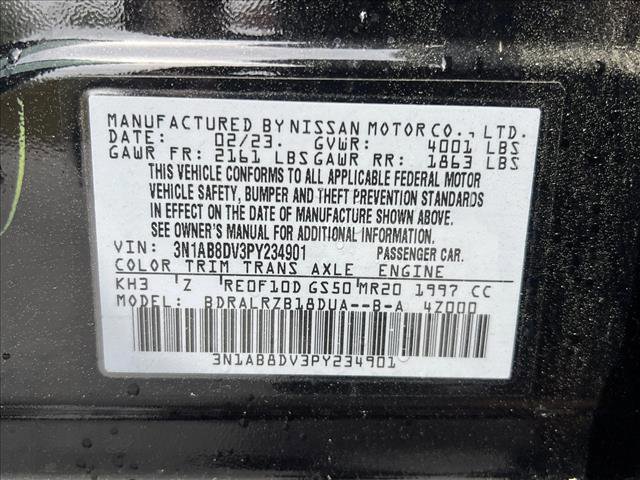 MANUFACTURED BY NISSAN MOTOR CO., LTD.
DATE: 02/23. GVWR: 4001 LBS
GAWR FR: 2161 LBS GAWR RR: 1863 LBS
THIS VEHICLE CONFORMS TO ALL APPLICABLE FEDERAL MOTOR
VEHICLE SAFETY, BUMPER AND THEFT PREVENTION STANDARDS
IN EFFECT ON THE DATE OF MANUFACTURE SHOWN ABOVE.
SEE OWNER'S MANUAL FOR ADDITIONAL INFORMATION.
VIN: 3N1AB8DV3PY234901 PASSENGER CAR.
COLOR TRIM TRANS AXLE ENGINE
KH3 Z RE0F10D GS50 MR20 1997 CC
MODEL: BDRALRZB18DUA--B-A 4Z000
3N1AB8DV3PY234901